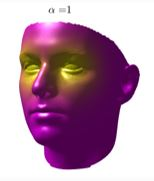 α = 1